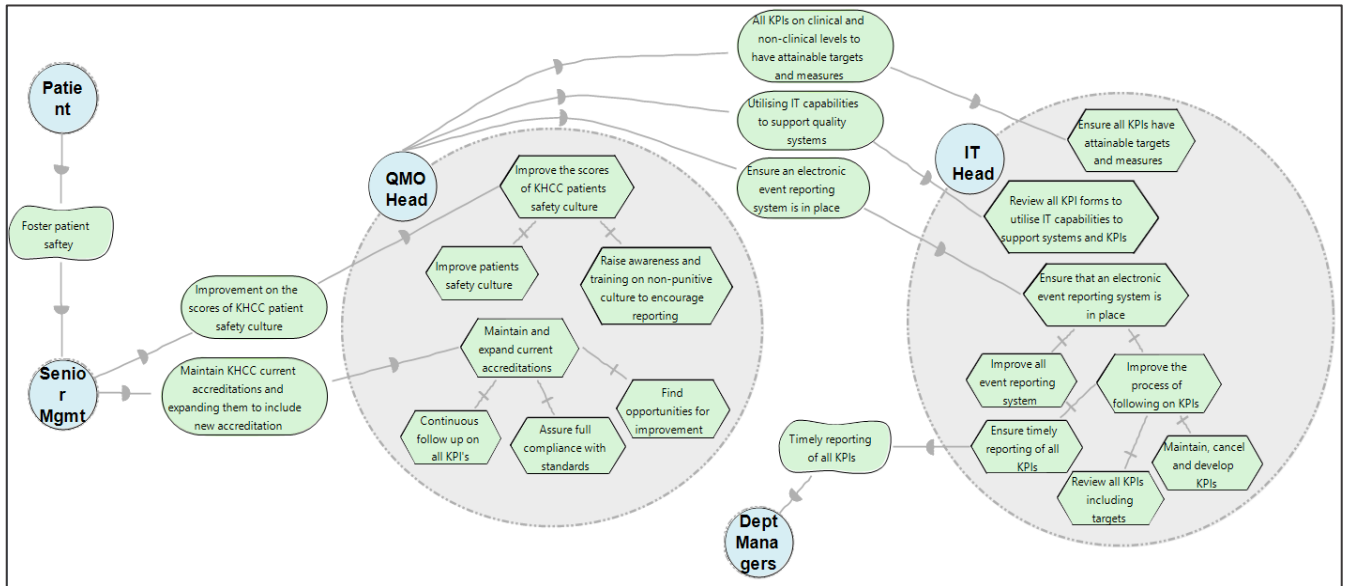 Patie
nt
Foster patient
saftey
Senio
r
Mgmt
Improvement on the
scores of KHCC patient
safety culture
Maintain KHCC current
accreditations and
expanding them to include
new accreditation
QMO
Head
Improve the scores
of KHCC patients
safety culture
Improve patients
safety culture
Raise awareness and
training on non-punitive
culture to encourage
reporting
Maintain and
expand current
accreditations
Continuous
follow up on
all KPI's
Assure full
compliance with
standards
Find
opportunities for
improvement
All KPIs on clinical and
non-clinical levels to
have attainable targets
and measures
Utilising IT capabilities
to support quality
systems
Ensure an electronic
event reporting
system is in place
IT
Head
Ensure all KPIs have
attainable targets
and measures
Review all KPI forms to
utilise IT capabilities to
support systems and KPIs
Ensure that an electronic
event reporting system is
in place
Improve all
event reporting
system
Improve the
process of
following on KPIs
Ensure timely
reporting of all
KPIs
Review all KPIs
including
targets
Maintain, cancel
and develop
KPIs
Timely reporting
of all KPIs
Dept
Mana
gers